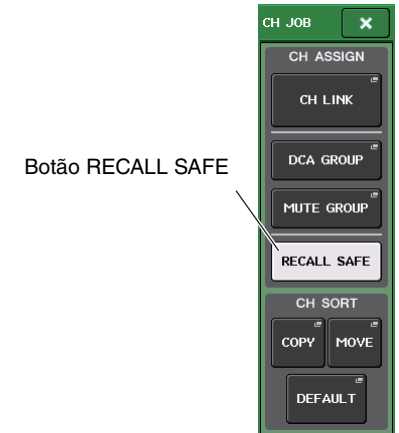 CH JOB
CH ASSIGN
CH LINK
DCA GROUP
Botão RECALL SAFE
MUTE GROUP
RECALL SAFE
CH SORT
COPY MOVE
DEFAULT